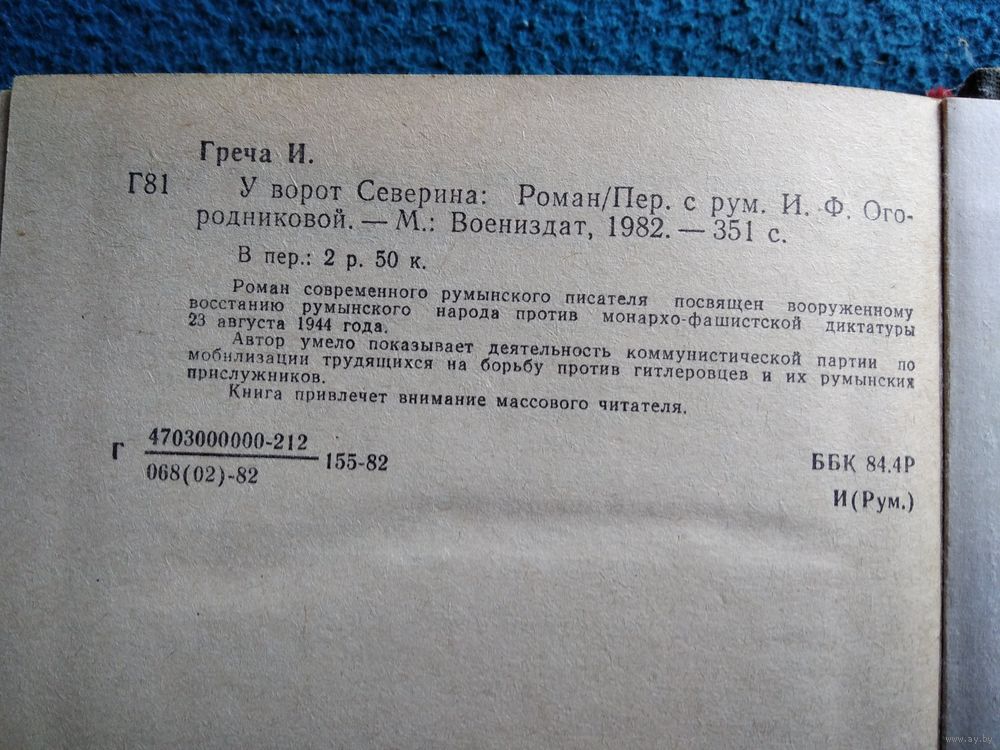 Греча И.
Г81 У ворот Северина: Роман/Пер. с рум. И. Ф. Ого-
родниковой. — М.: Воениздат, 1982. — 351 с.
В пер.: 2 р. 50 к.
Роман современного румынского писателя посвящен вооруженному
восстанию румынского народа против монархо-фашистской диктатуры
23 августа 1944 года.
Автор умело показывает деятельность коммунистической партии по
мобилизации трудящихся на борьбу против гитлеровцев и их румынских
прислужников.
Книга привлечет внимание массового читателя.
Г 4703000000-212
068(02)-82
155-82
ББК 84.4Р
И(Рум.)
www.ay.by